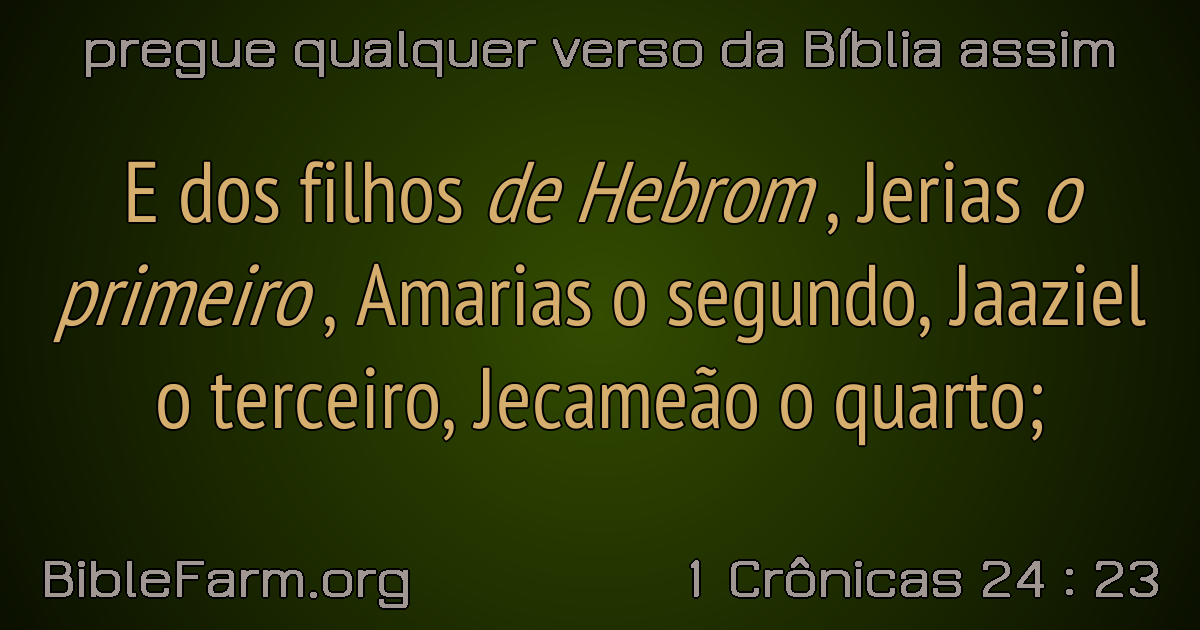 pregue qualquer verso da Bíblia assim
E dos filhos de Hebrom , Jerias o
primeiro , Amarias o segundo, Jaaziel
o terceiro, Jecameão o quarto;
BibleFarm.org
1 Crônicas 24 : 23